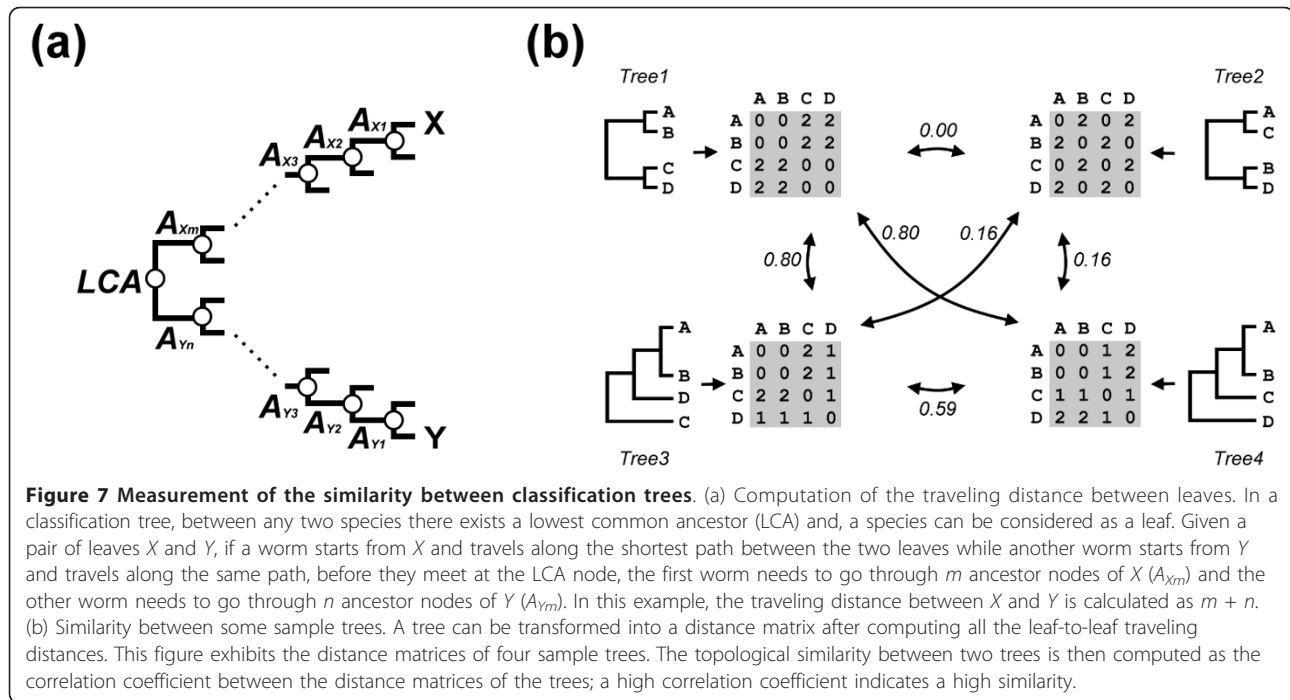 (a)
(b)
X
A_X1
A_X2
A_X3
A_Xm
LCA
A_Yn
A_Y3
A_Y2
A_Y1
Y
Tree1
A
B
C
D
A B C D
A 0 0 2 2
B 0 0 2 2
C 2 2 0 0
D 2 2 0 0
0.00
Tree2
A B C D
A 0 2 0 2
B 2 0 2 0
C 0 2 0 2
D 2 0 2 0
A
C
B
D
0.80
0.80
0.16
0.16
A
B
D
C
Tree3
A B C D
A 0 0 2 1
B 0 0 2 1
C 2 2 0 1
D 1 1 1 0
0.59
A B C D
A 0 0 1 2
B 0 0 1 2
C 1 1 0 1
D 2 2 1 0
A
B
C
D
Tree4
Figure 7 Measurement of the similarity between classification trees. (a) Computation of the traveling distance between leaves. In a
classification tree, between any two species there exists a lowest common ancestor (LCA) and, a species can be considered as a leaf. Given a
pair of leaves X and Y, if a worm starts from X and travels along the shortest path between the two leaves while another worm starts from Y
and travels along the same path, before they meet at the LCA node, the first worm needs to go through m ancestor nodes of X (A_Xm) and the
other worm needs to go through n ancestor nodes of Y (A_Ym). In this example, the traveling distance between X and Y is calculated as m + n.
(b) Similarity between some sample trees. A tree can be transformed into a distance matrix after computing all the leaf-to-leaf traveling
distances. This figure exhibits the distance matrices of four sample trees. The topological similarity between two trees is then computed as the
correlation coefficient between the distance matrices of the trees; a high correlation coefficient indicates a high similarity.